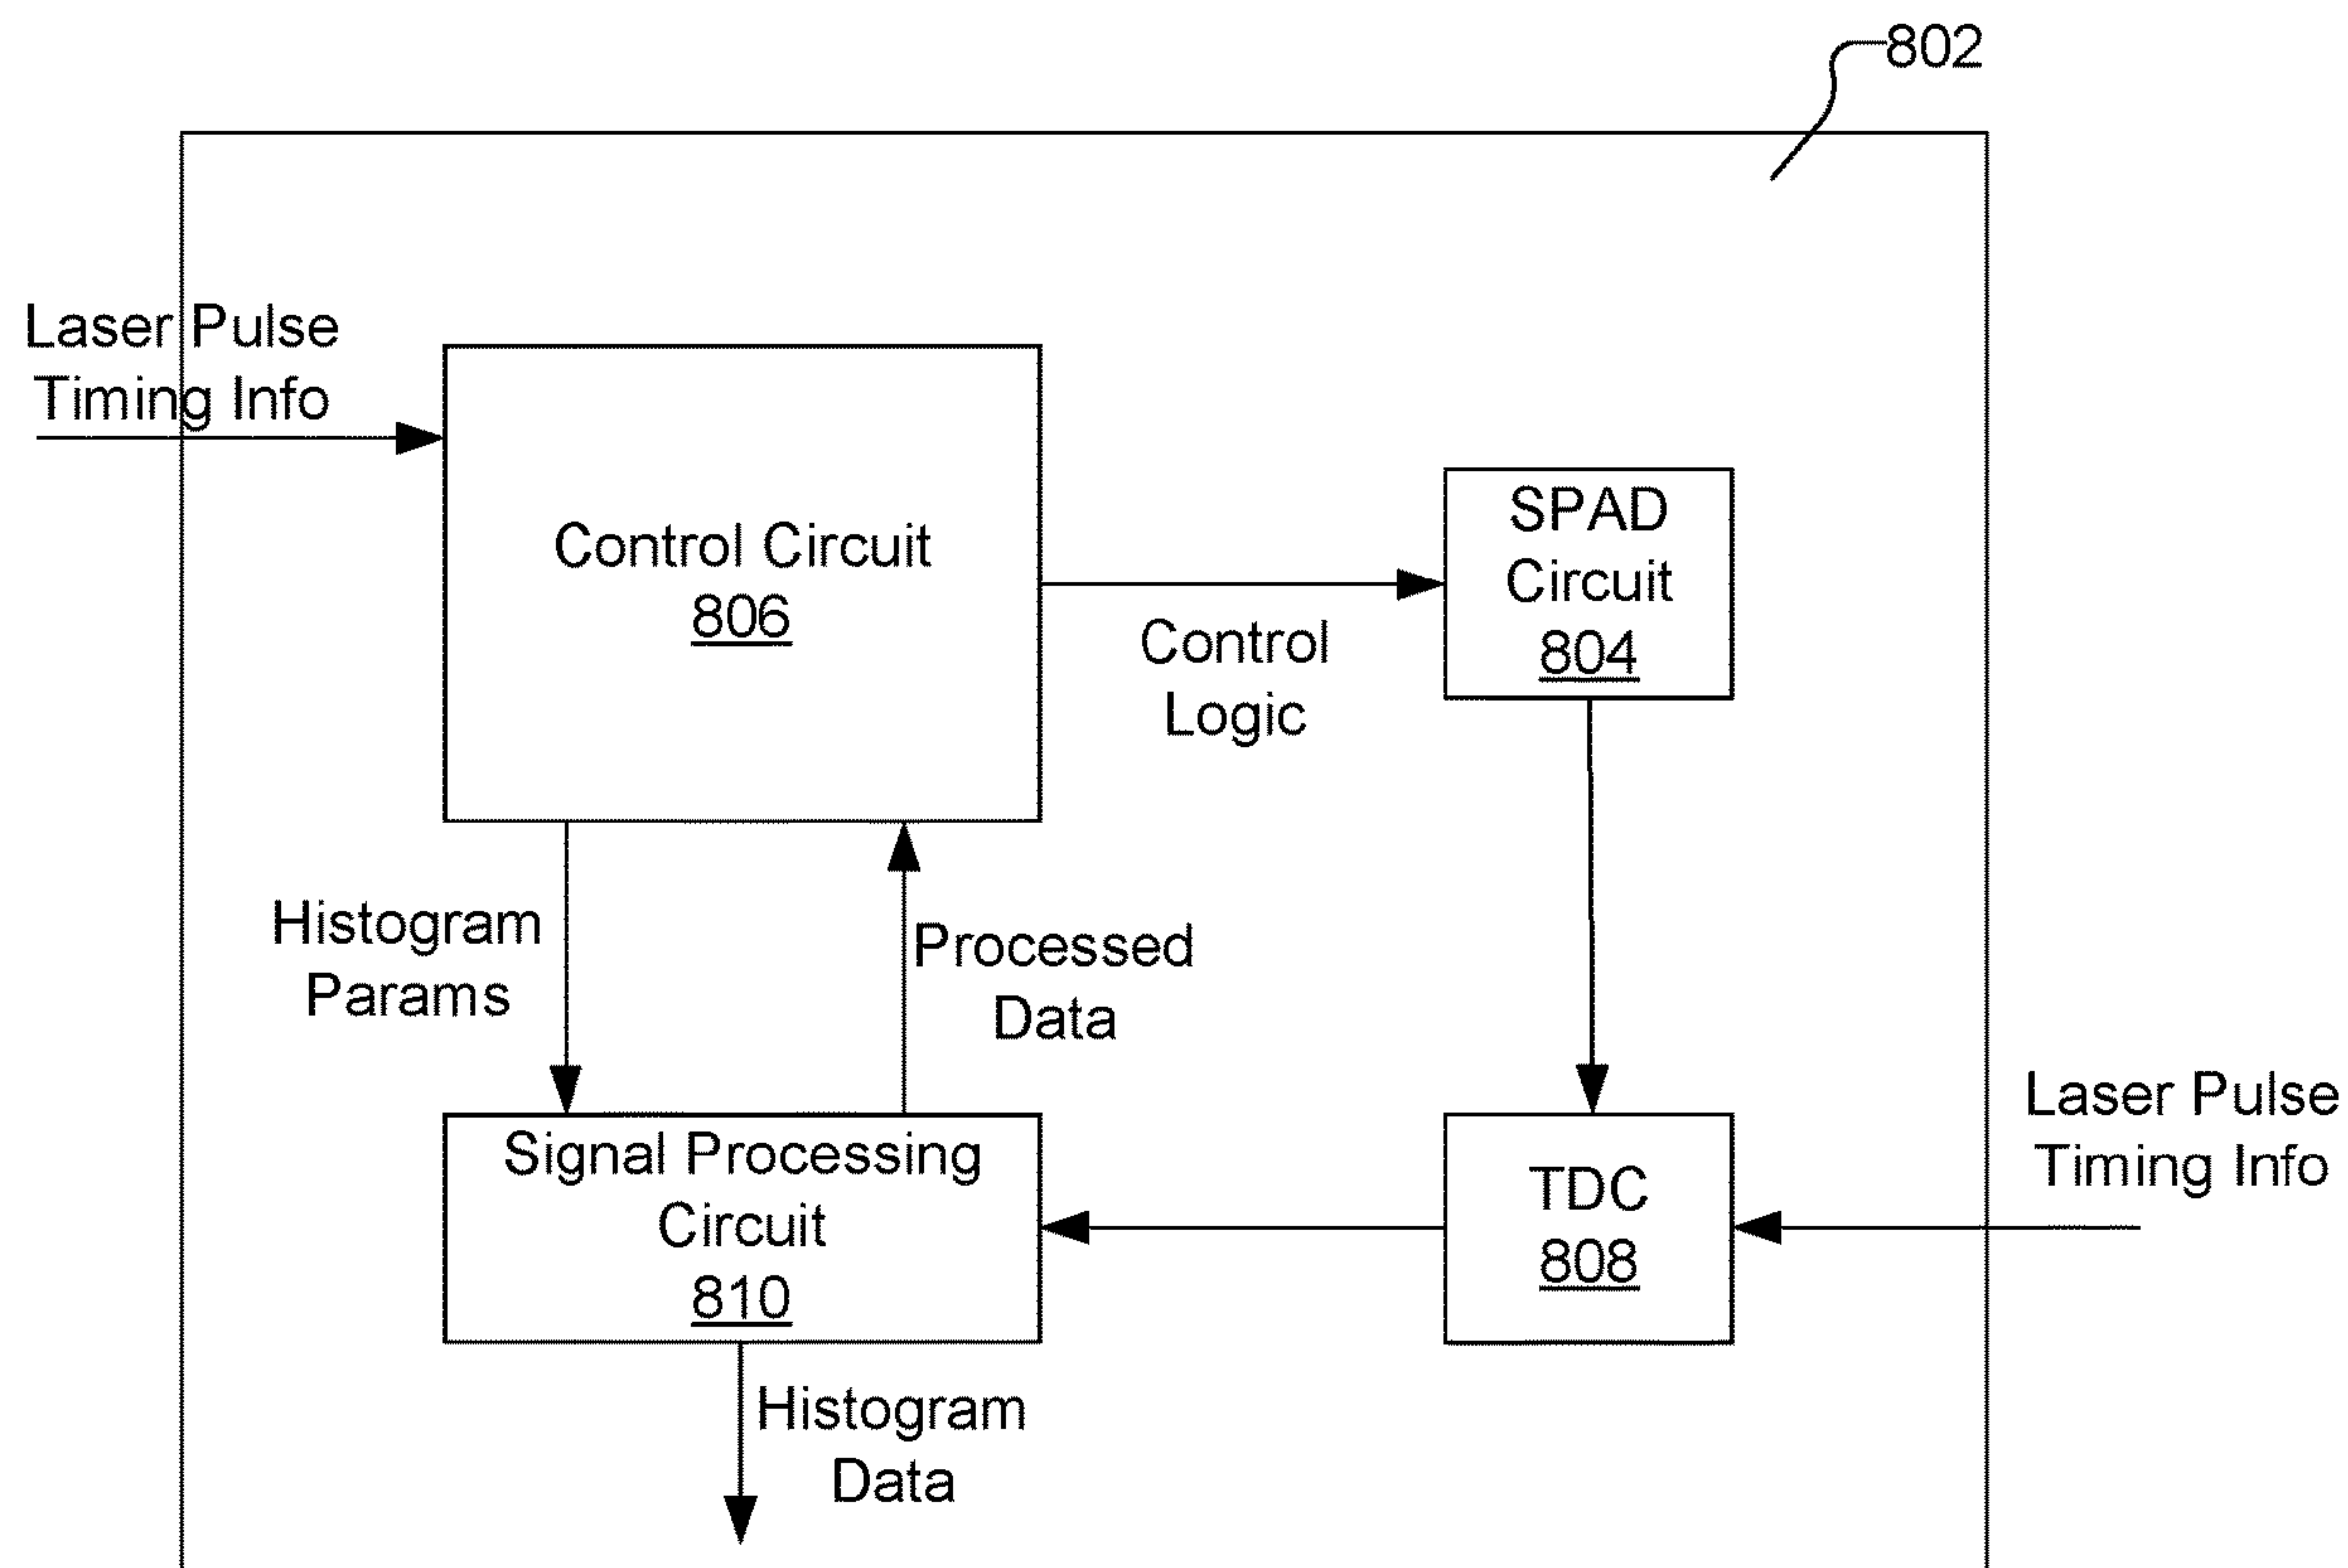 802
Laser Pulse
Timing Info
Control Circuit
806
SPAD
Circuit
804
Control
Logic
Histogram
Params
Processed
Data
Signal Processing
Circuit
810
TDC
808
Laser Pulse
Timing Info
Histogram
Data